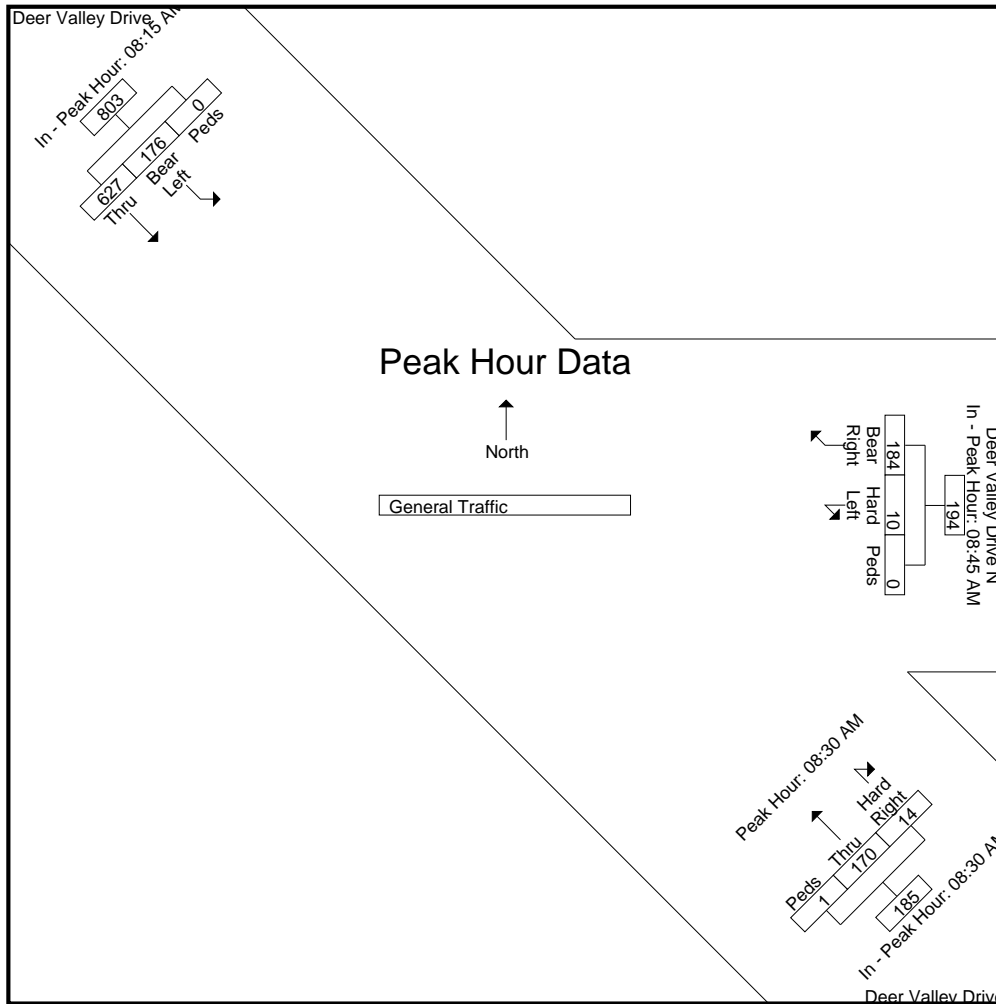 Deer Valley Drive
In - Peak Hour: 08:15 AM
803
627 176 0
Thru Bear Left Peds
Peak Hour Data
North
General Traffic
Deer Valley Drive N
In - Peak Hour: 08:45 AM
194
184 10 0
Bear Right Hard Left Peds
Peak Hour: 08:30 AM
Peds Thru Hard Right
1 170 14
185
In - Peak Hour: 08:30 AM
Deer Valley Drive